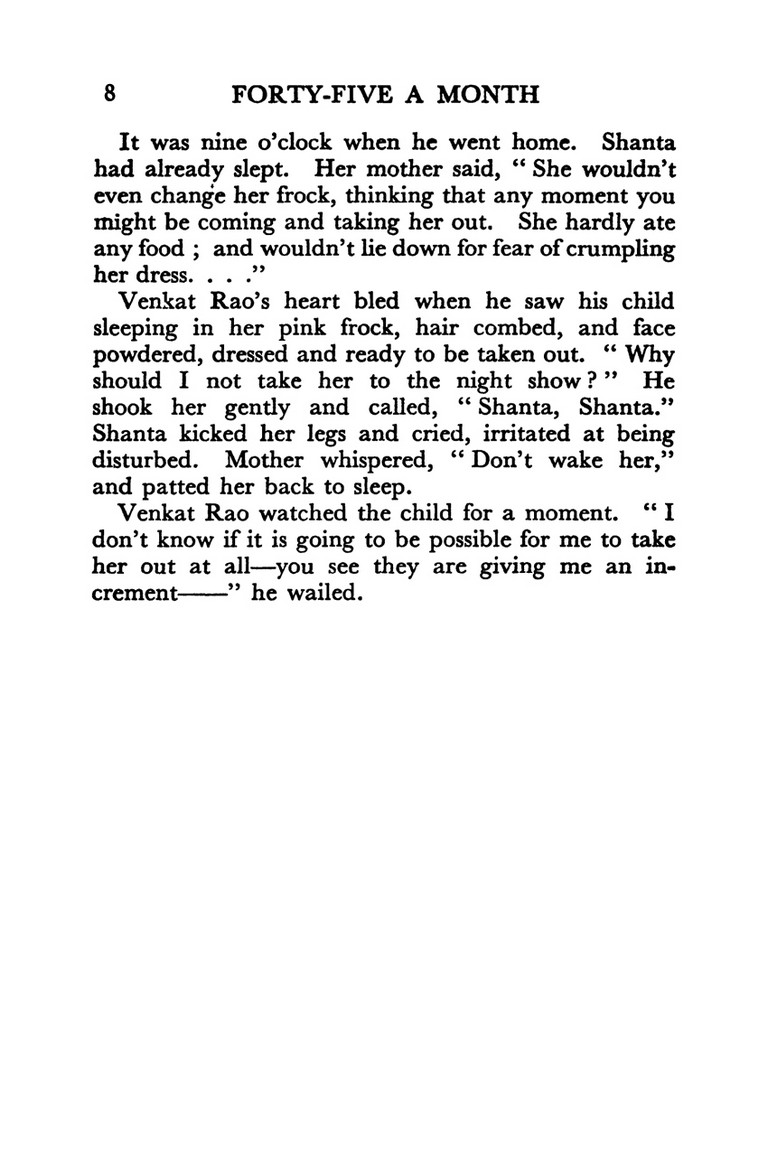 8 FORTY-FIVE A MONTH
It was nine o’clock when he went home. Shanta
had already slept. Her mother said, “ She wouldn’t
even change her frock, thinking that any moment you
might be coming and taking her out. She hardly ate
any food ; and wouldn’t lie down for fear of crumpling
her dress. . . .”
Venkat Rao’s heart bled when he saw his child
sleeping in her pink frock, hair combed, and face
powdered, dressed and ready to be taken out. “ Why
should I not take her to the night show ? ” He
shook her gently and called, “ Shanta, Shanta.”
Shanta kicked her legs and cried, irritated at being
disturbed. Mother whispered, “ Don’t wake her,”
and patted her back to sleep.
Venkat Rao watched the child for a moment. “ I
don’t know if it is going to be possible for me to take
her out at all—you see they are giving me an in-
crement——” he wailed.